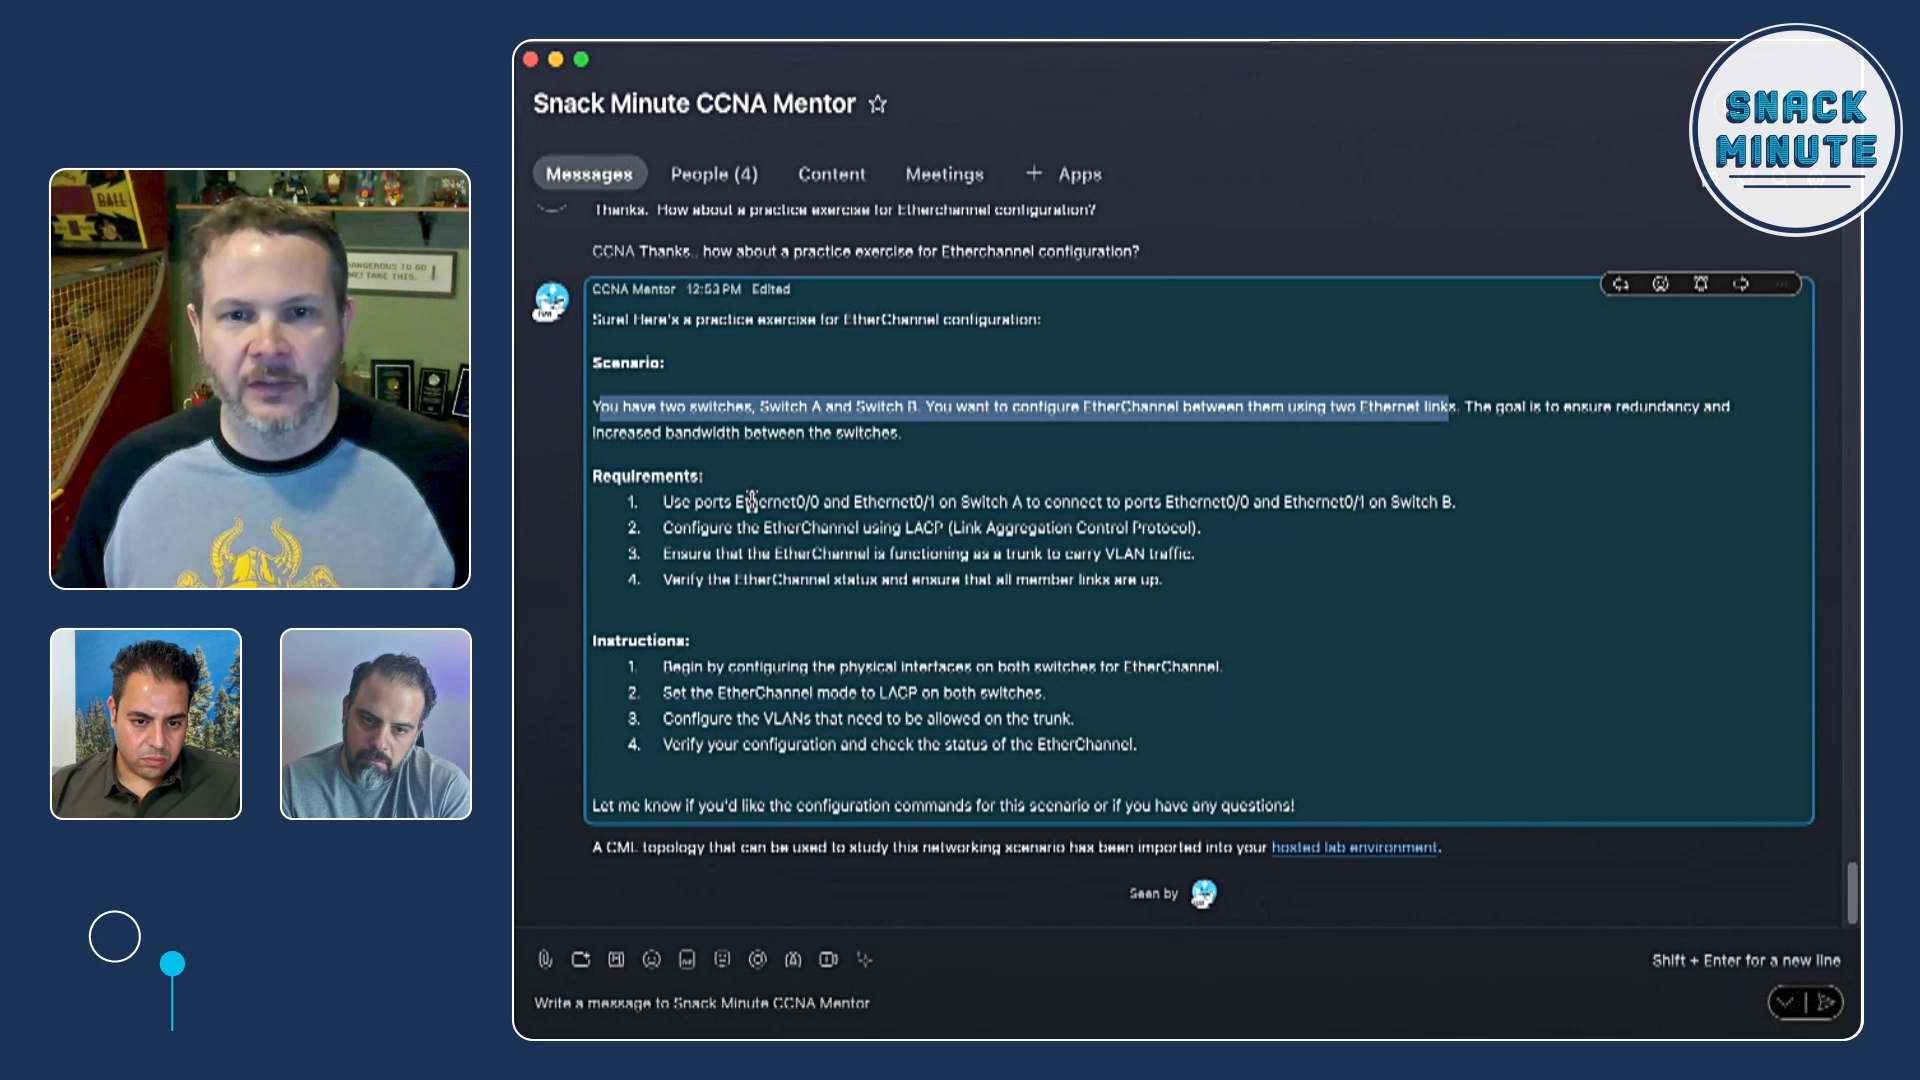 SNACK
MINUTE
Snack Minute CCNA Mentor
Messages
People (4)
Content
Meetings
+ Apps
Thanks. How about a practice exercise for Etherchannel configuration?
CCNA Thanks.. how about a practice exercise for Etherchannel configuration?
CCNA Mentor 12:53 PM Edited
Sure! Here's a practice exercise for EtherChannel configuration:
Scenario:
You have two switches, Switch A and Switch B. You want to configure EtherChannel between them using two Ethernet links. The goal is to ensure redundancy and
increased bandwidth between the switches.
Requirements:
1. Use ports Ethernet0/0 and Ethernet0/1 on Switch A to connect to ports Ethernet0/0 and Ethernet0/1 on Switch B.
2. Configure the EtherChannel using LACP (Link Aggregation Control Protocol).
3. Ensure that the EtherChannel is functioning as a trunk to carry VLAN traffic.
4. Verify the EtherChannel status and ensure that all member links are up.
Instructions:
1. Begin by configuring the physical interfaces on both switches for EtherChannel.
2. Set the EtherChannel mode to LACP on both switches.
3. Configure the VLANs that need to be allowed on the trunk.
4. Verify your configuration and check the status of the EtherChannel.
Let me know if you'd like the configuration commands for this scenario or if you have any questions!
A CML topology that can be used to study this networking scenario has been imported into your hosted lab environment.
Seen by
Shift + Enter for a new line
Write a message to Snack Minute CCNA Mentor
BALL
DANGEROUS TO GO
TAKE THIS.